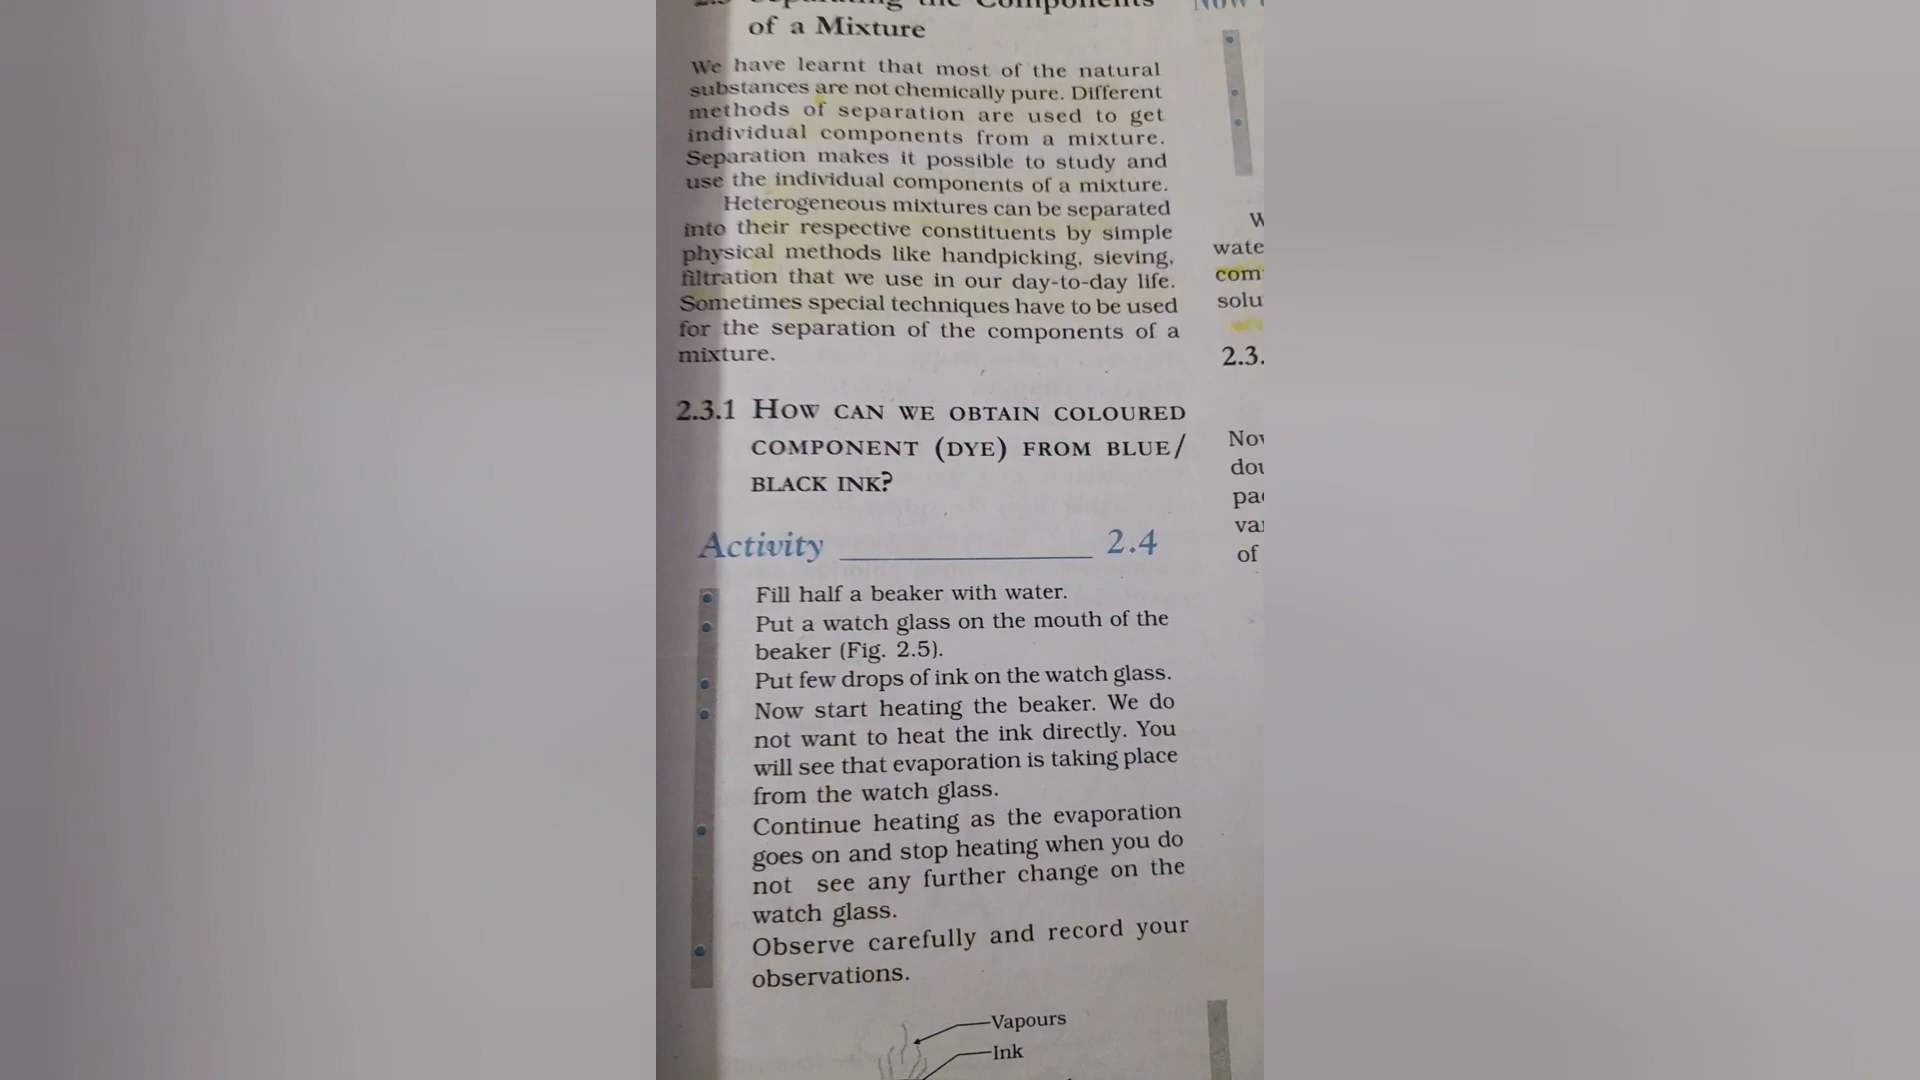 2.3 Separating the Components
of a Mixture
We have learnt that most of the natural
substances are not chemically pure. Different
methods of separation are used to get
individual components from a mixture.
Separation makes it possible to study and
use the individual components of a mixture.
Heterogeneous mixtures can be separated
into their respective constituents by simple
physical methods like handpicking, sieving,
filtration that we use in our day-to-day life.
Sometimes special techniques have to be used
for the separation of the components of a
mixture.
2.3.1 HOW CAN WE OBTAIN COLOURED
COMPONENT (DYE) FROM BLUE/
BLACK INK?
Activity 2.4
• Fill half a beaker with water.
• Put a watch glass on the mouth of the
beaker (Fig. 2.5).
• Put few drops of ink on the watch glass.
• Now start heating the beaker. We do
not want to heat the ink directly. You
will see that evaporation is taking place
from the watch glass.
• Continue heating as the evaporation
goes on and stop heating when you do
not see any further change on the
watch glass.
• Observe carefully and record your
observations.
Vapours
Ink
2.3.
of